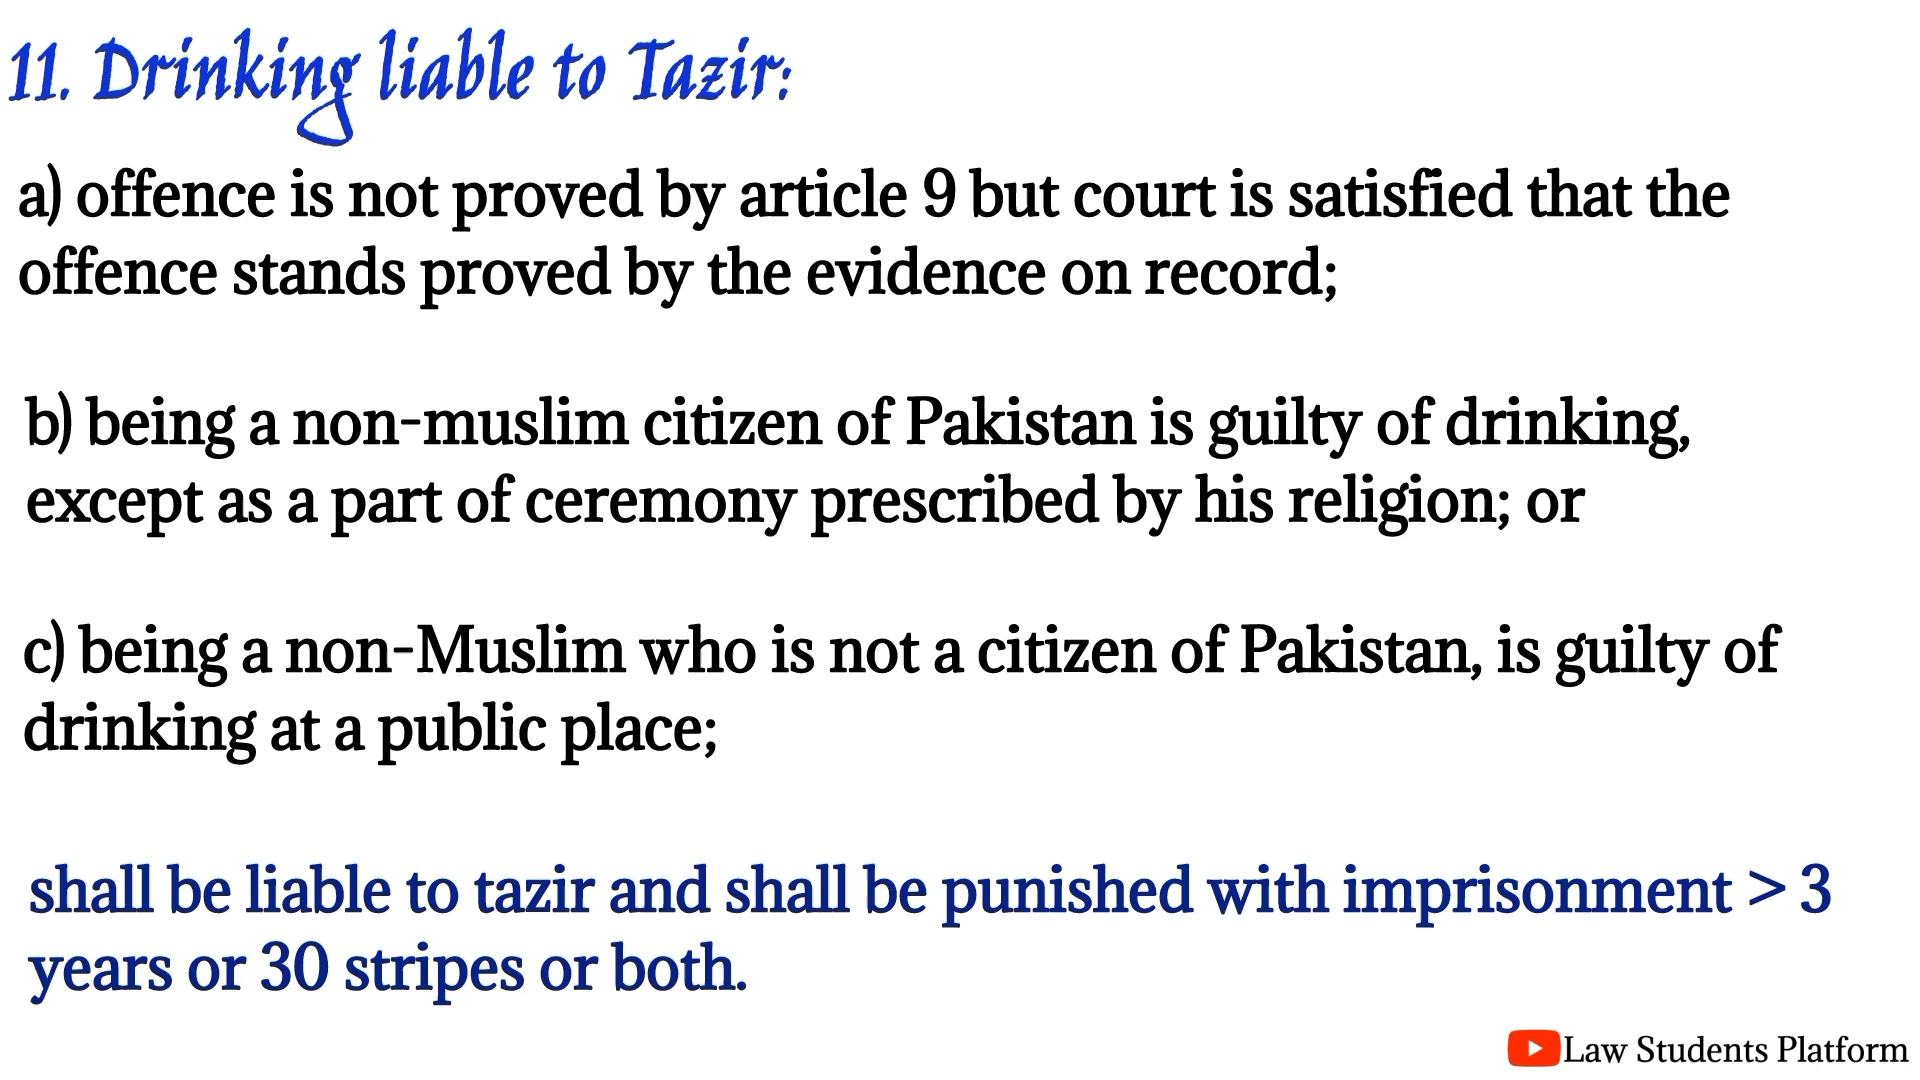 11. Drinking liable to Tazir:
a) offence is not proved by article 9 but court is satisfied that the
offence stands proved by the evidence on record;
b) being a non-muslim citizen of Pakistan is guilty of drinking,
except as a part of ceremony prescribed by his religion; or
c) being a non-Muslim who is not a citizen of Pakistan, is guilty of
drinking at a public place;
shall be liable to tazir and shall be punished with imprisonment > 3
years or 30 stripes or both.
Law Students Platform